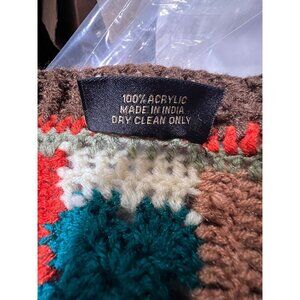 100% ACRYLIC
MADE IN INDIA
DRY CLEAN ONLY